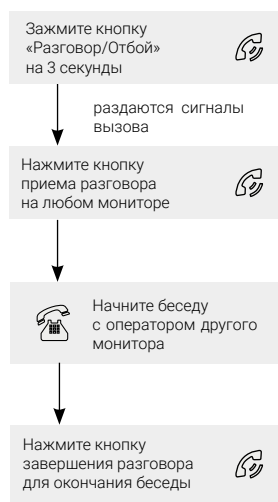 Зажмите кнопку
«Разговор/Отбой»
на 3 секунды
раздаются сигналы
вызова
Нажмите кнопку
приема разговора
на любом мониторе
Начните беседу
с оператором другого
монитора
Нажмите кнопку
завершения разговора
для окончания беседы